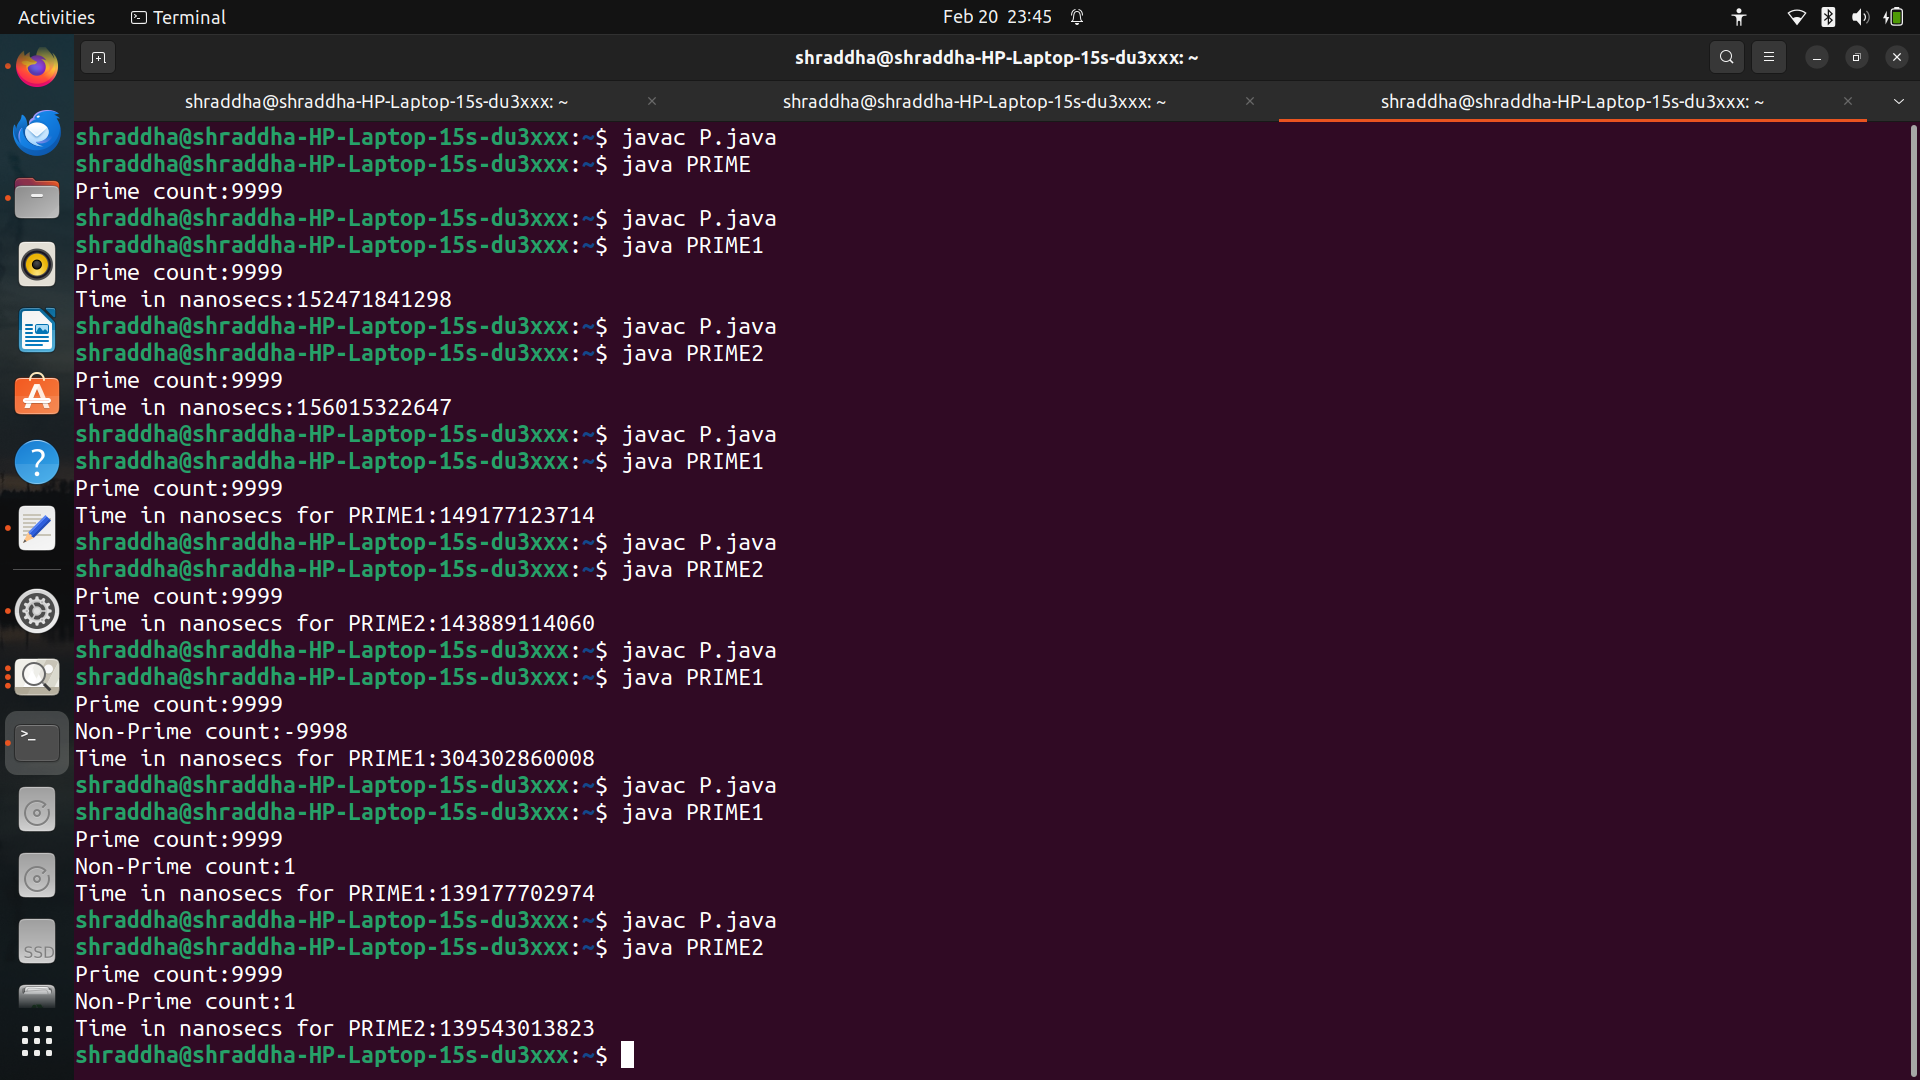 Activities Terminal Feb 20 23:45
shraddha@shraddha-HP-Laptop-15s-du3xxx: ~
shraddha@shraddha-HP-Laptop-15s-du3xxx: ~ shraddha@shraddha-HP-Laptop-15s-du3xxx: ~ shraddha@shraddha-HP-Laptop-15s-du3xxx: ~
shraddha@shraddha-HP-Laptop-15s-du3xxx:~$ javac P.java
shraddha@shraddha-HP-Laptop-15s-du3xxx:~$ java PRIME
Prime count:9999
shraddha@shraddha-HP-Laptop-15s-du3xxx:~$ javac P.java
shraddha@shraddha-HP-Laptop-15s-du3xxx:~$ java PRIME1
Prime count:9999
Time in nanosecs:152471841298
shraddha@shraddha-HP-Laptop-15s-du3xxx:~$ javac P.java
shraddha@shraddha-HP-Laptop-15s-du3xxx:~$ java PRIME2
Prime count:9999
Time in nanosecs:156015322647
shraddha@shraddha-HP-Laptop-15s-du3xxx:~$ javac P.java
shraddha@shraddha-HP-Laptop-15s-du3xxx:~$ java PRIME1
Prime count:9999
Time in nanosecs for PRIME1:149177123714
shraddha@shraddha-HP-Laptop-15s-du3xxx:~$ javac P.java
shraddha@shraddha-HP-Laptop-15s-du3xxx:~$ java PRIME2
Prime count:9999
Time in nanosecs for PRIME2:143889114060
shraddha@shraddha-HP-Laptop-15s-du3xxx:~$ javac P.java
shraddha@shraddha-HP-Laptop-15s-du3xxx:~$ java PRIME1
Prime count:9999
Non-Prime count:-9998
Time in nanosecs for PRIME1:304302860008
shraddha@shraddha-HP-Laptop-15s-du3xxx:~$ javac P.java
shraddha@shraddha-HP-Laptop-15s-du3xxx:~$ java PRIME1
Prime count:9999
Non-Prime count:1
Time in nanosecs for PRIME1:139177702974
shraddha@shraddha-HP-Laptop-15s-du3xxx:~$ javac P.java
shraddha@shraddha-HP-Laptop-15s-du3xxx:~$ java PRIME2
Prime count:9999
Non-Prime count:1
Time in nanosecs for PRIME2:139543013823
shraddha@shraddha-HP-Laptop-15s-du3xxx:~$
SSD